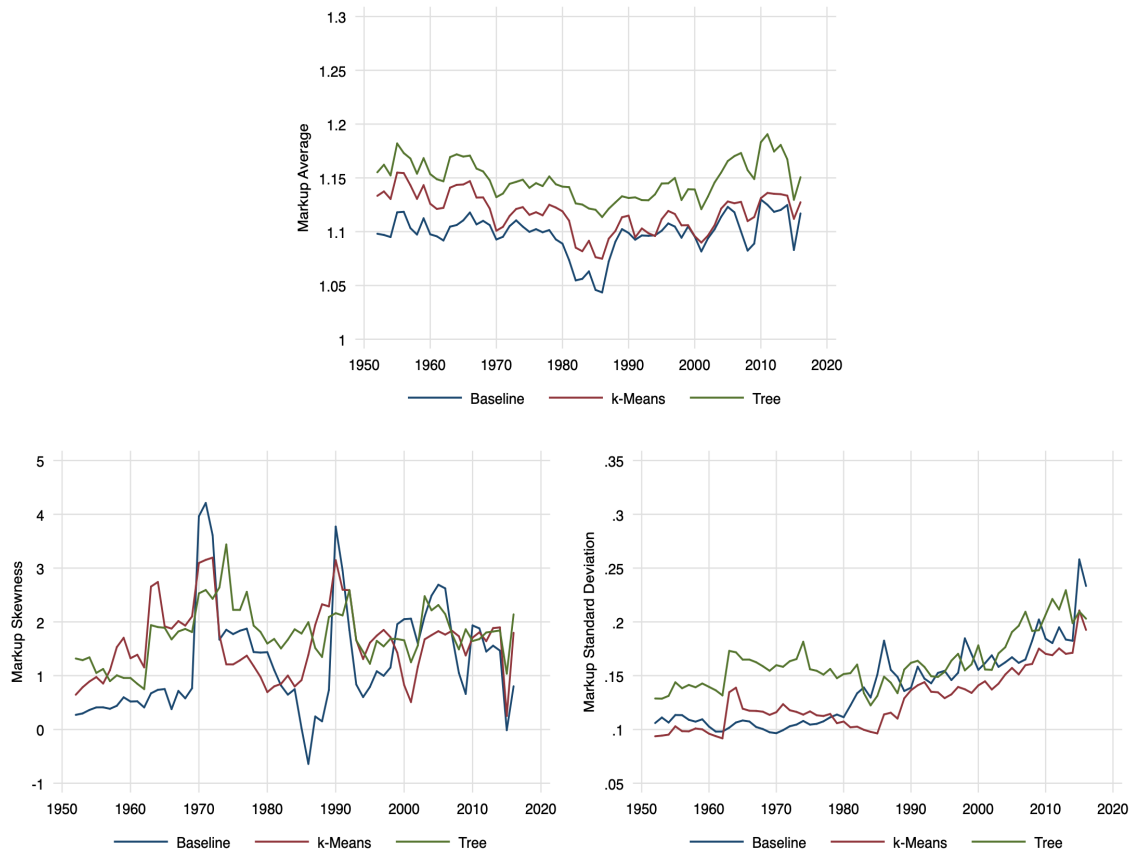 Markup Average
1.3
1.25
1.2
1.15
1.1
1.05
1
1950 1960 1970 1980 1990 2000 2010 2020
Baseline k-Means Tree
Markup Skewness
5
4
3
2
1
0
-1
1950 1960 1970 1980 1990 2000 2010 2020
Baseline k-Means Tree
Markup Standard Deviation
.35
.3
.25
.2
.15
.1
.05
1950 1960 1970 1980 1990 2000 2010 2020
Baseline k-Means Tree